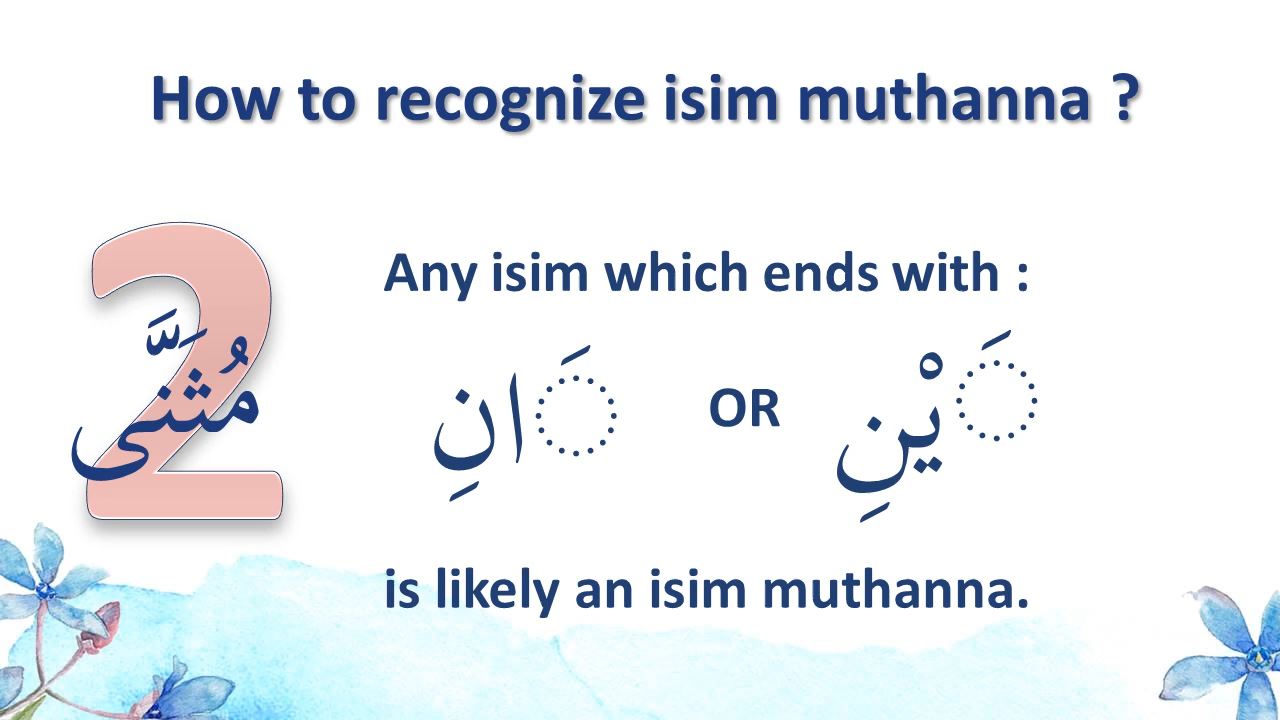 How to recognize isim muthanna ?
Any isim which ends with :
مُثَنَّى
◌َانِ OR ◌َيْنِ
is likely an isim muthanna.